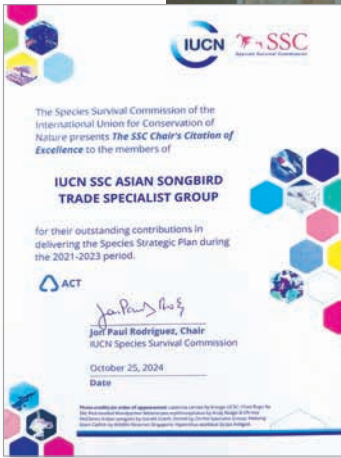 IUCN SSC
Species Survival Commission
The Species Survival Commission of the
International Union for Conservation of
Nature presents The SSC Chair's Citation of
Excellence to the members of
IUCN SSC ASIAN SONGBIRD
TRADE SPECIALIST GROUP
for their outstanding contributions in
delivering the Species Strategic Plan during
the 2021-2023 period.
ACT
Jon Paul Rodríguez, Chair
IUCN Species Survival Commission
October 25, 2024
Date